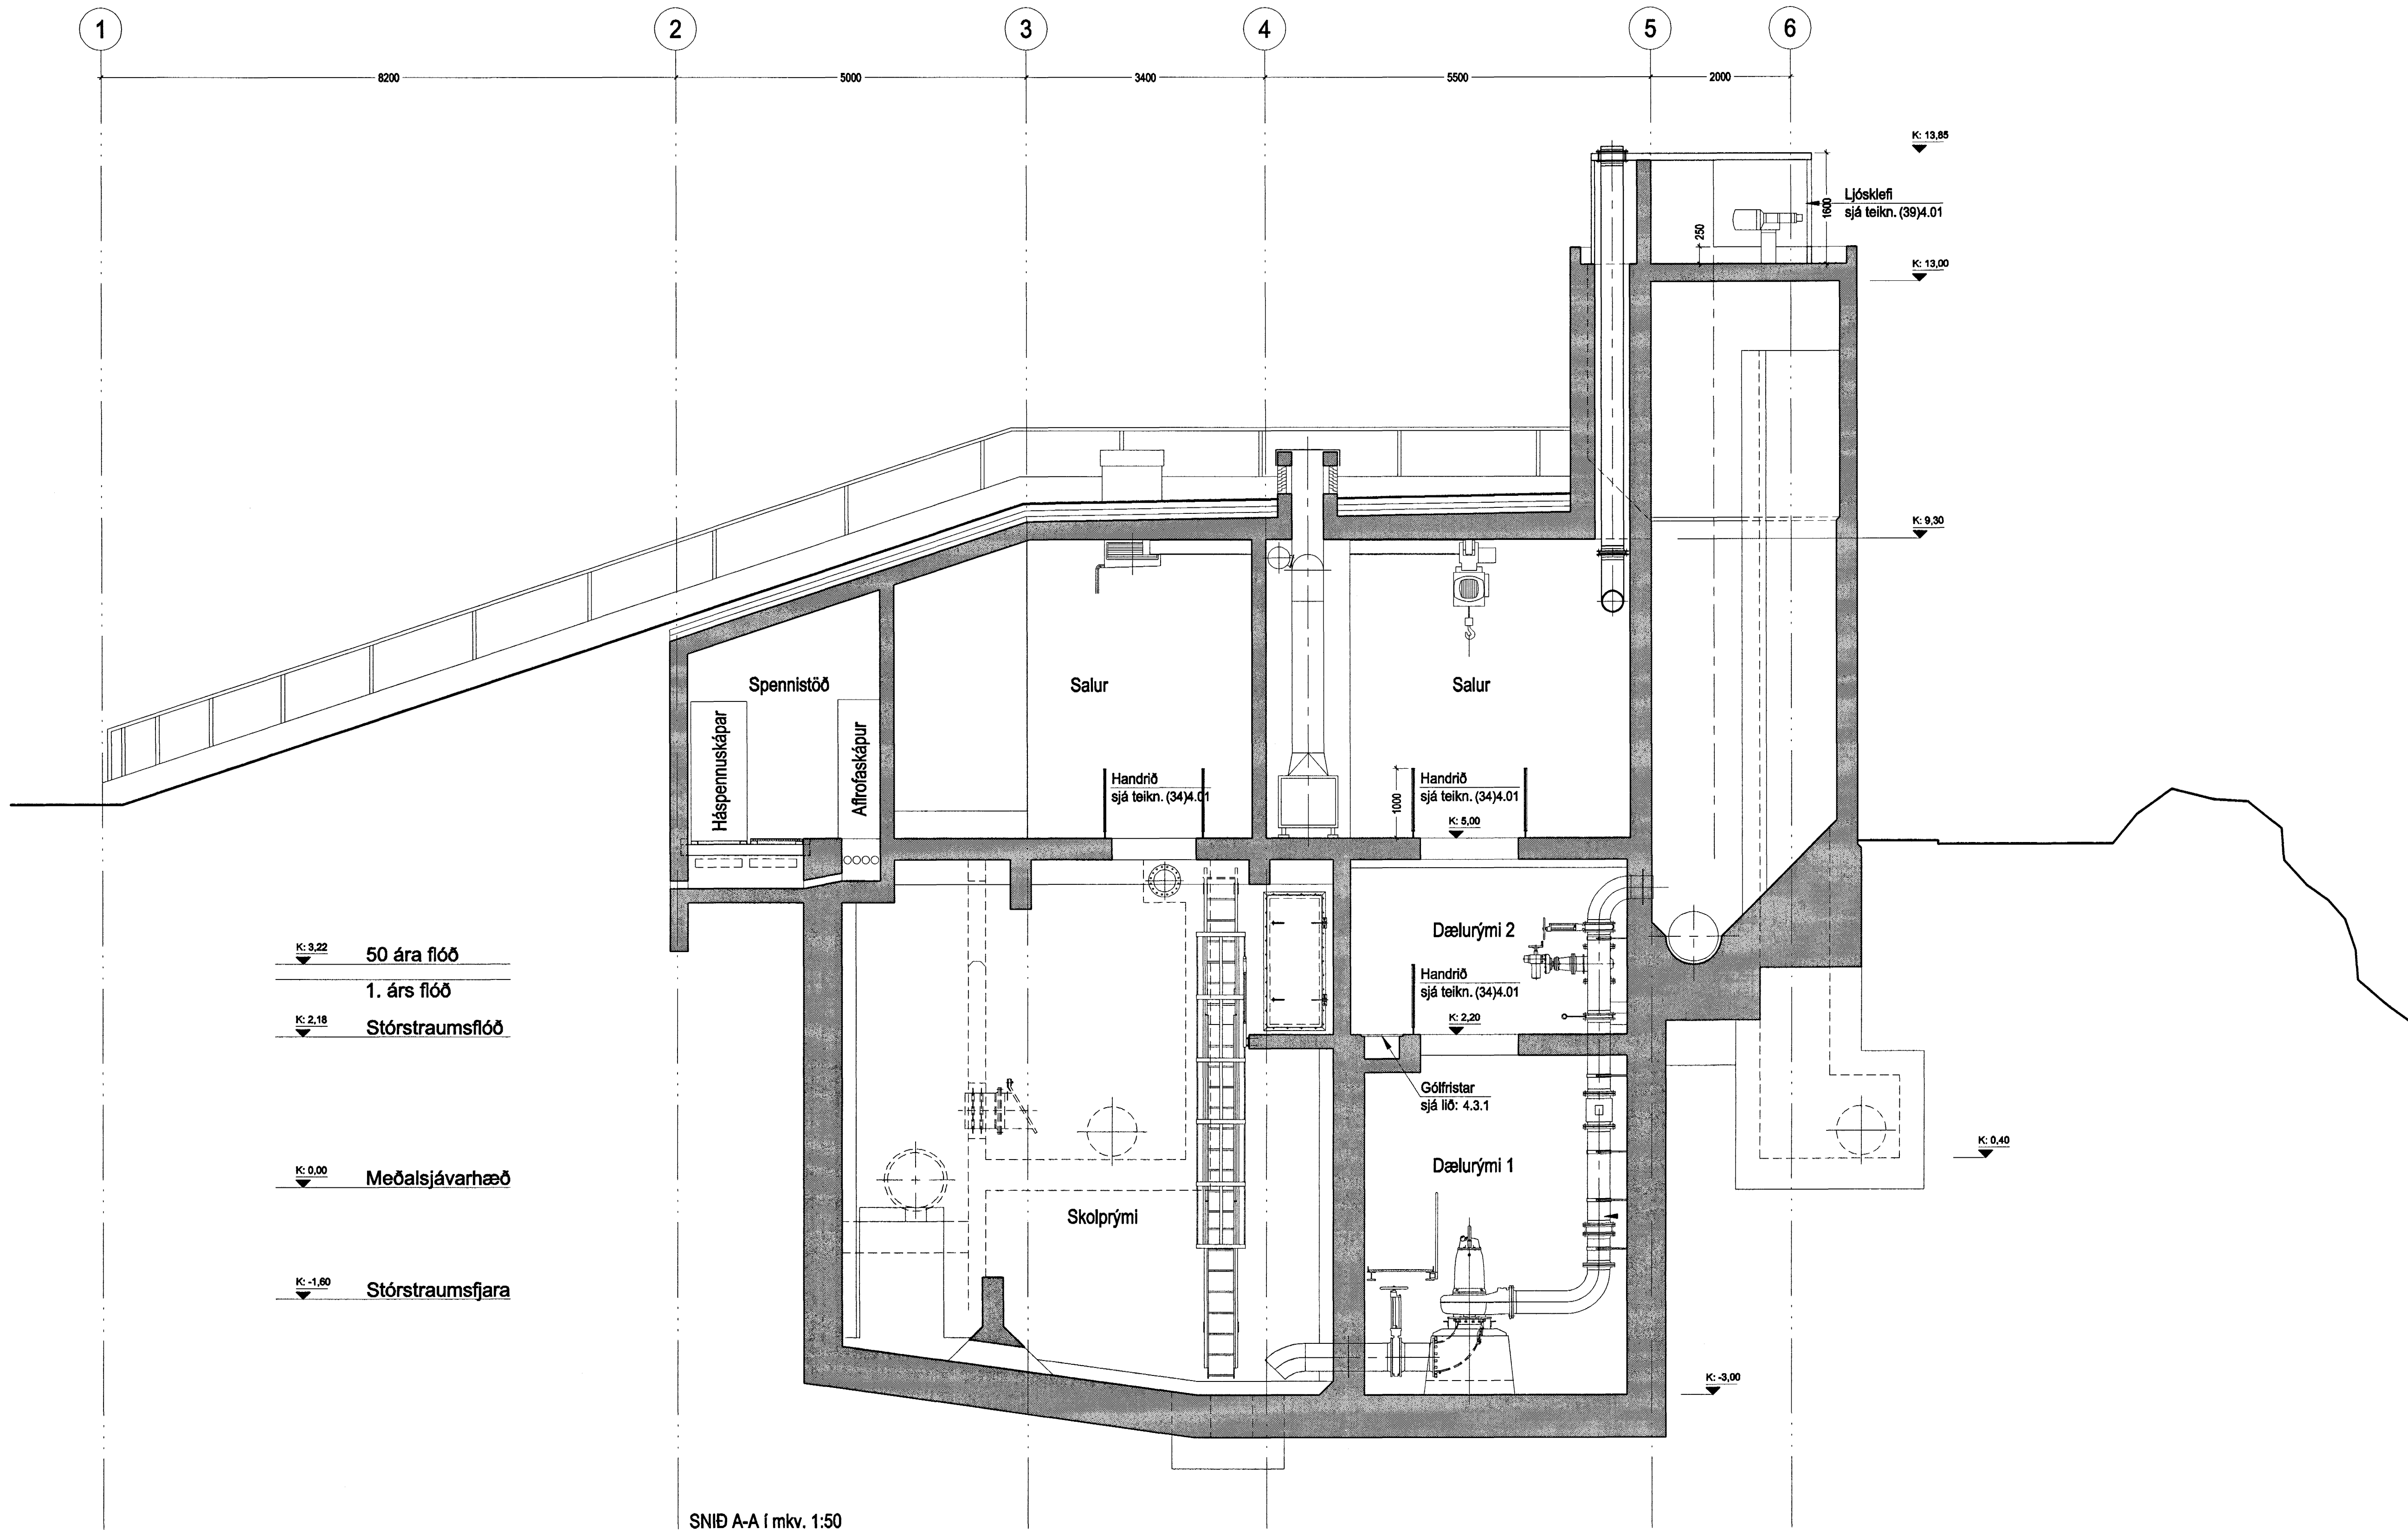 1 2 3 4 5 6
8200 5000 3400 5500 2000
K: 13,85
Ljósklefi
sjá teikn. (39)4.01
1600
250
K: 13,00
K: 9,30
Spennistöð
Salur
Salur
Háspennuskápar
Aflrofaskápur
Handrið
sjá teikn. (34)4.01
1000
Handrið
sjá teikn. (34)4.01
K: 5,00
K: 3,22 50 ára flóð
1. árs flóð
K: 2,18 Stórstraumsflóð
Dælurými 2
Handrið
sjá teikn. (34)4.01
K: 2,20
Gólfristar
sjá lið: 4.3.1
K: 0,40
K: 0,00 Meðalsjávarhæð
Dælurými 1
Skolprými
K: -1,60 Stórstraumsfjara
K: -3,00
SNIÐ A-A í mkv. 1:50